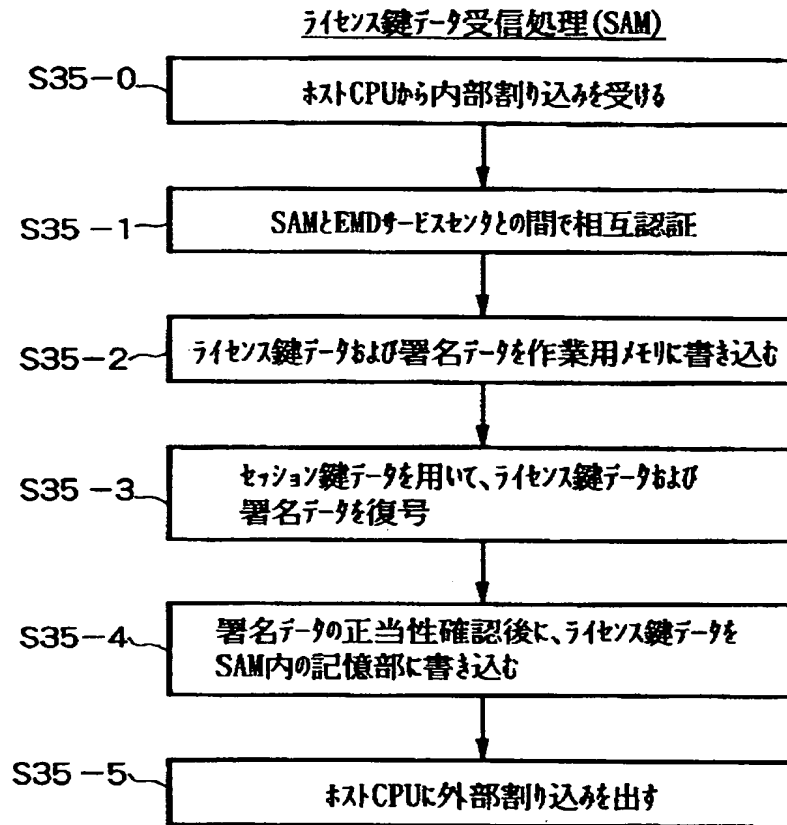 ライセンス鍵データ受信処理(SAM)
S35-0
ホストCPUから内部割り込みを受ける
S35-1
SAMとEMDサービスセンタとの間で相互認証
S35-2
ライセンス鍵データおよび署名データを作業用メモリに書き込む
S35-3
セッション鍵データを用いて、ライセンス鍵データおよび
署名データを復号
S35-4
署名データの正当性確認後に、ライセンス鍵データを
SAM内の記憶部に書き込む
S35-5
ホストCPUに外部割り込みを出す